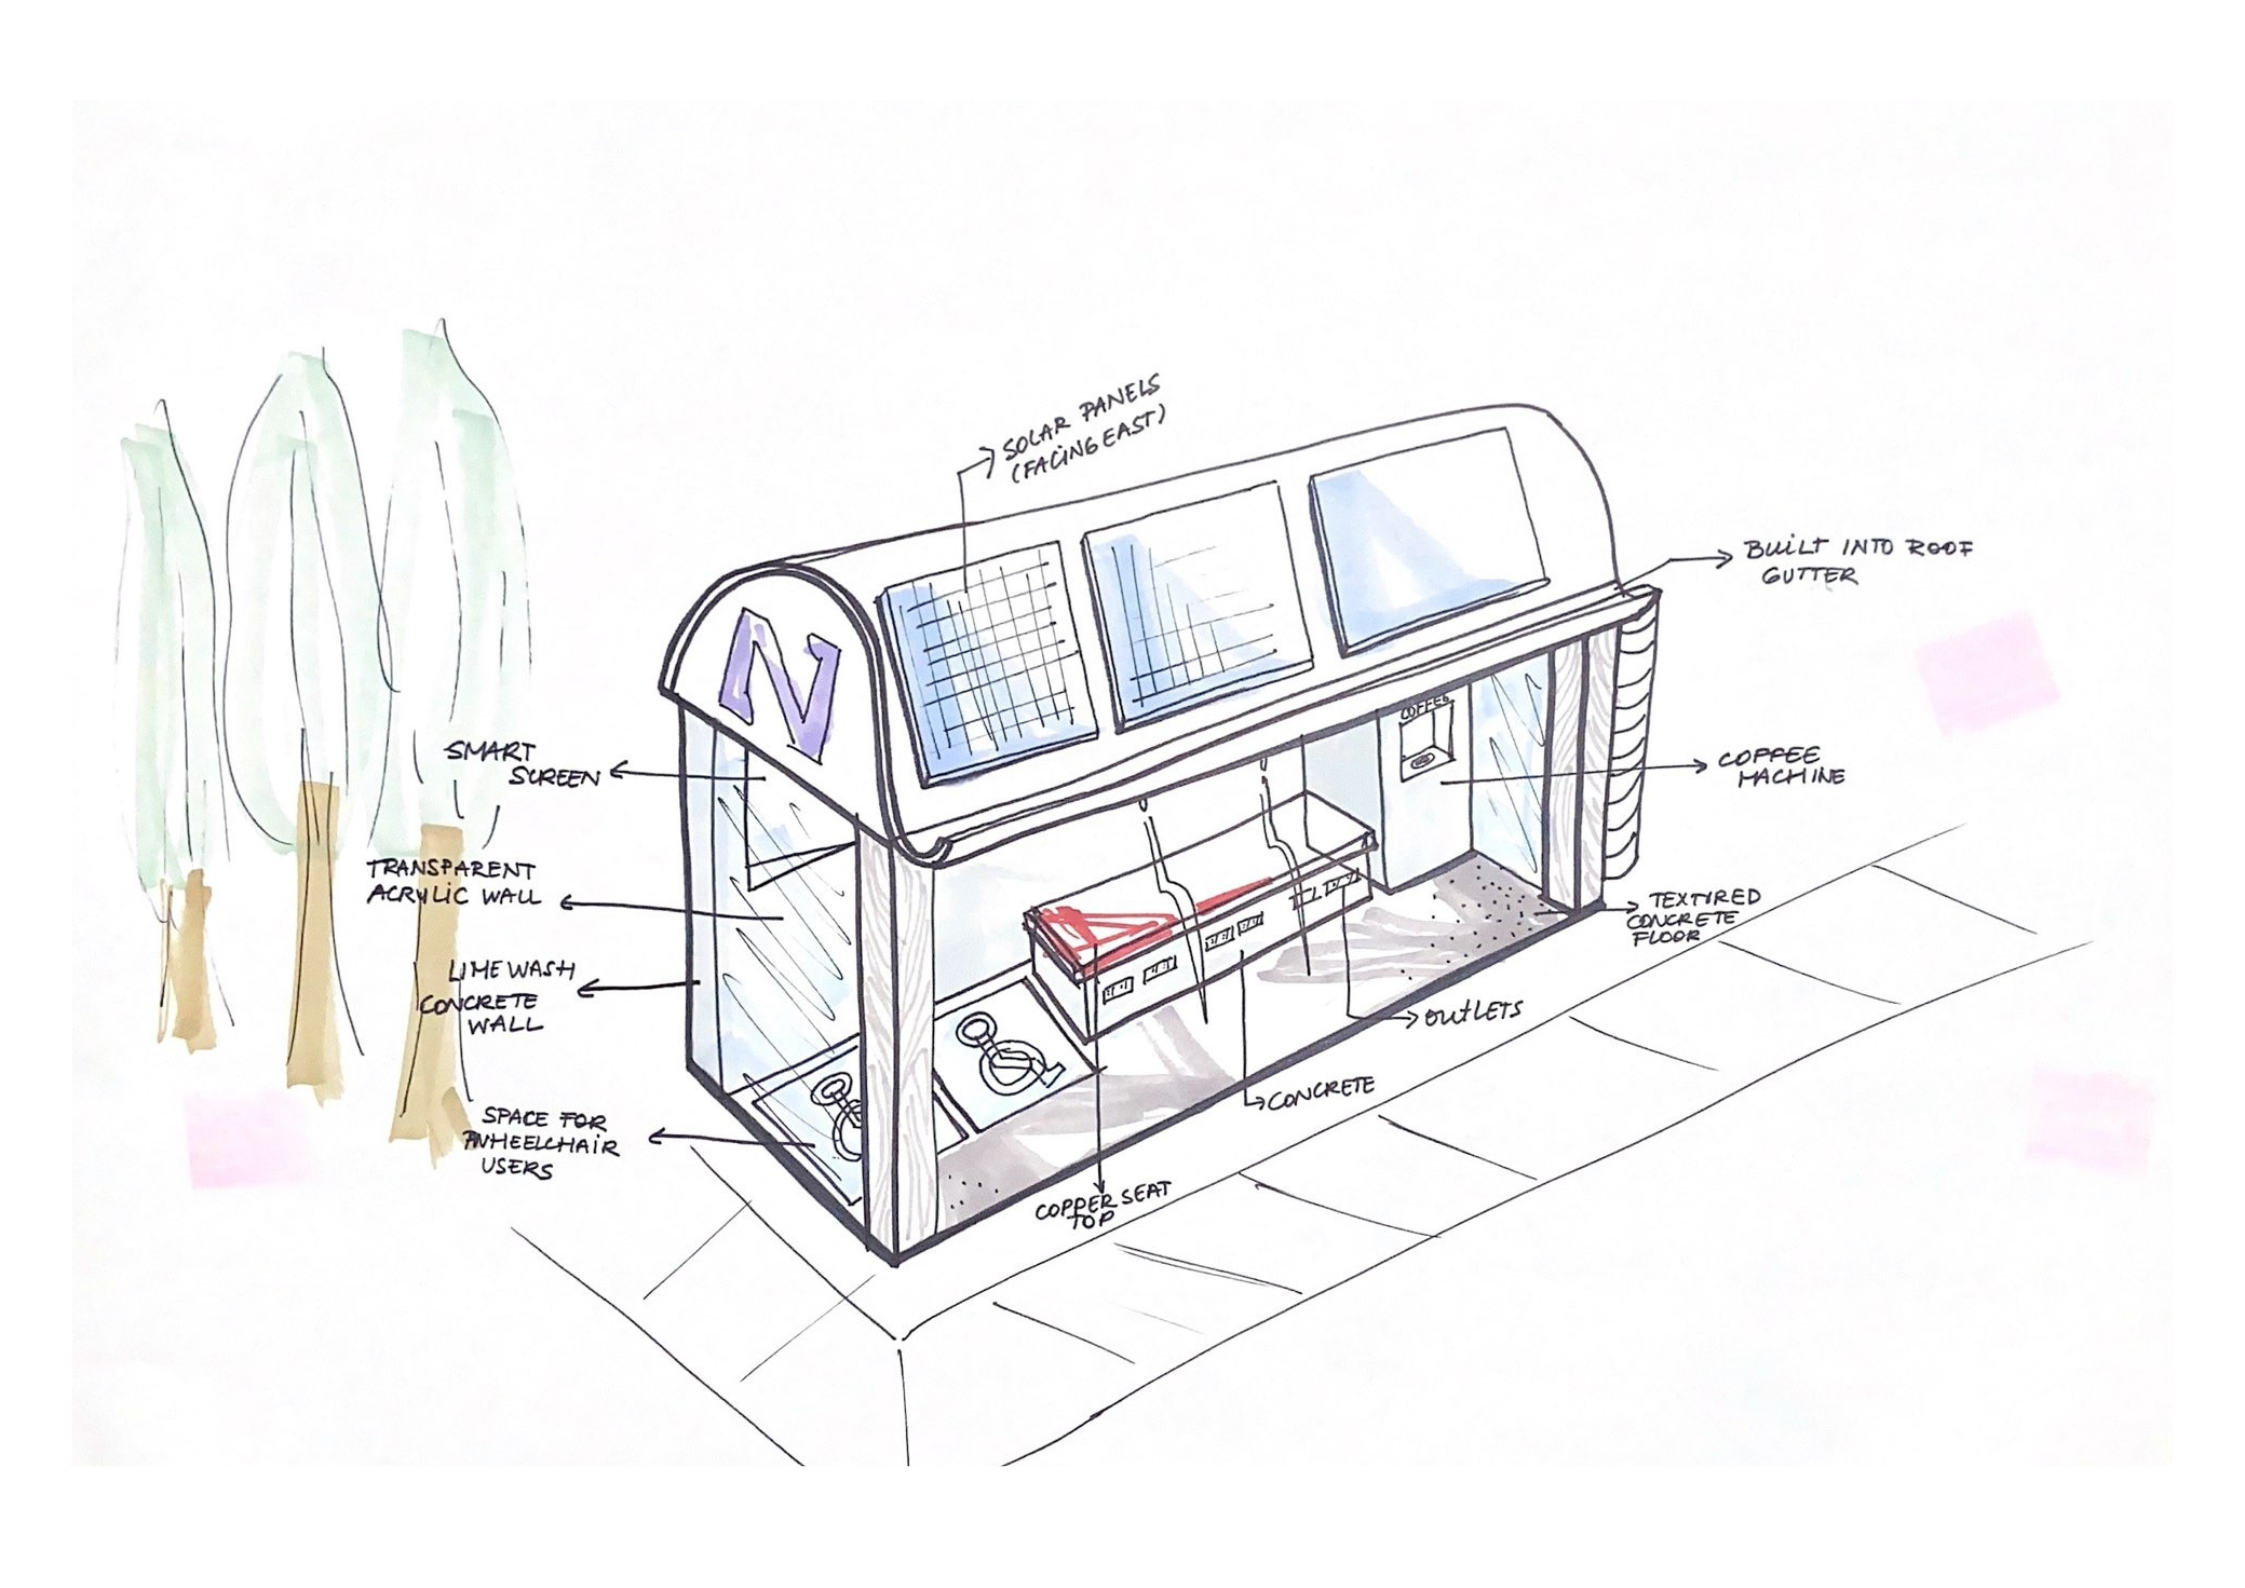 SOLAR PANELS
(FACING EAST)
BUILT INTO ROOF
GUTTER
N
SMART
SCREEN
COFFEE
COFFEE
MACHINE
TRANSPARENT
ACRYLIC WALL
TEXTURED
CONCRETE
FLOOR
LIME WASH
CONCRETE
WALL
OUTLETS
CONCRETE
SPACE FOR
WHEELCHAIR
USERS
COPPER SEAT
TOP